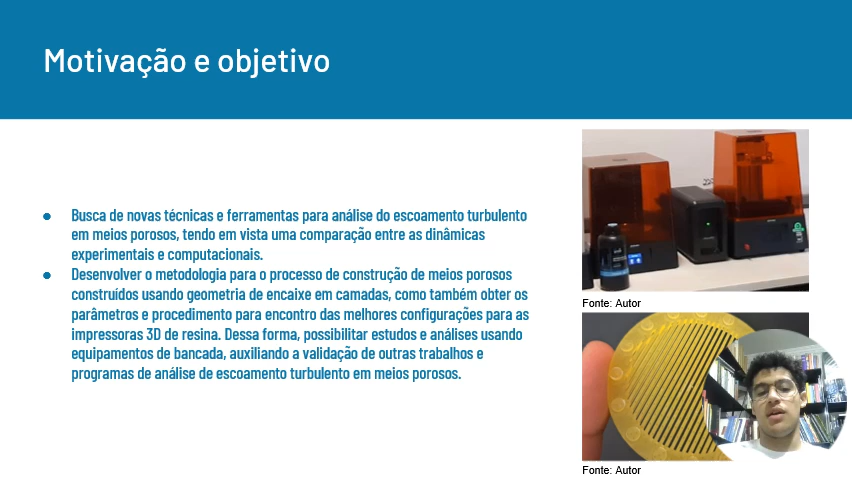 Motivação e objetivo
Busca de novas técnicas e ferramentas para análise do escoamento turbulento
em meios porosos, tendo em vista uma comparação entre as dinâmicas
experimentais e computacionais.
Desenvolver o metodologia para o processo de construção de meios porosos
construídos usando geometria de encaixe em camadas, como também obter os
parâmetros e procedimento para encontro das melhores configurações para as
impressoras 3D de resina. Dessa forma, possibilitar estudos e análises usando
equipamentos de bancada, auxiliando a validação de outras trabalhos e
programas de análise de escoamento turbulento em meios porosos.
Fonte: Autor
Fonte: Autor